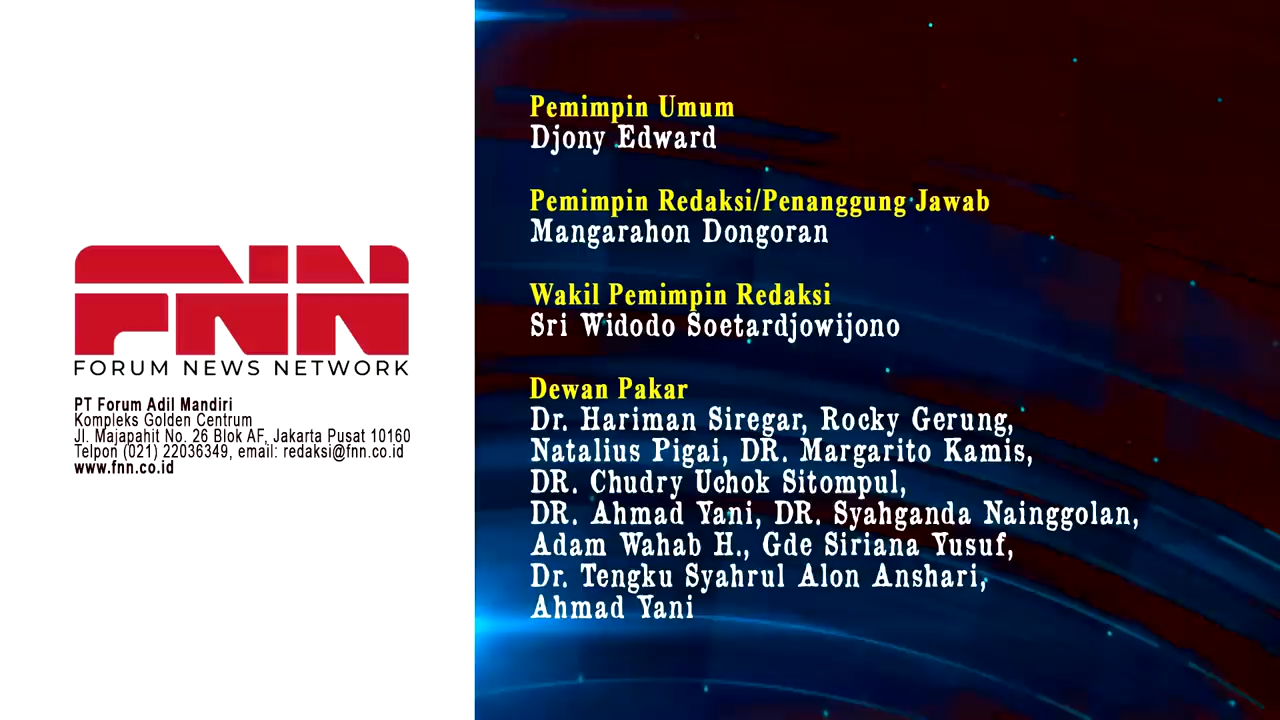 FNN
FORUM NEWS NETWORK
PT Forum Adil Mandiri
Kompleks Golden Centrum
Jl. Majapahit No. 26 Blok AF, Jakarta Pusat 10160
Telpon (021) 22036349, email: redaksi@fnn.co.id
www.fnn.co.id
Pemimpin Umum
Djony Edward
Pemimpin Redaksi/Penanggung Jawab
Mangarahon Dongoran
Wakil Pemimpin Redaksi
Sri Widodo Soetardjowijono
Dewan Pakar
Dr. Hariman Siregar, Rocky Gerung,
Natalius Pigai, DR. Margarito Kamis,
DR. Chudry Uchok Sitompul,
DR. Ahmad Yani, DR. Syahganda Nainggolan,
Adam Wahab H., Gde Siriana Yusuf,
Dr. Tengku Syahrul Alon Anshari,
Ahmad Yani